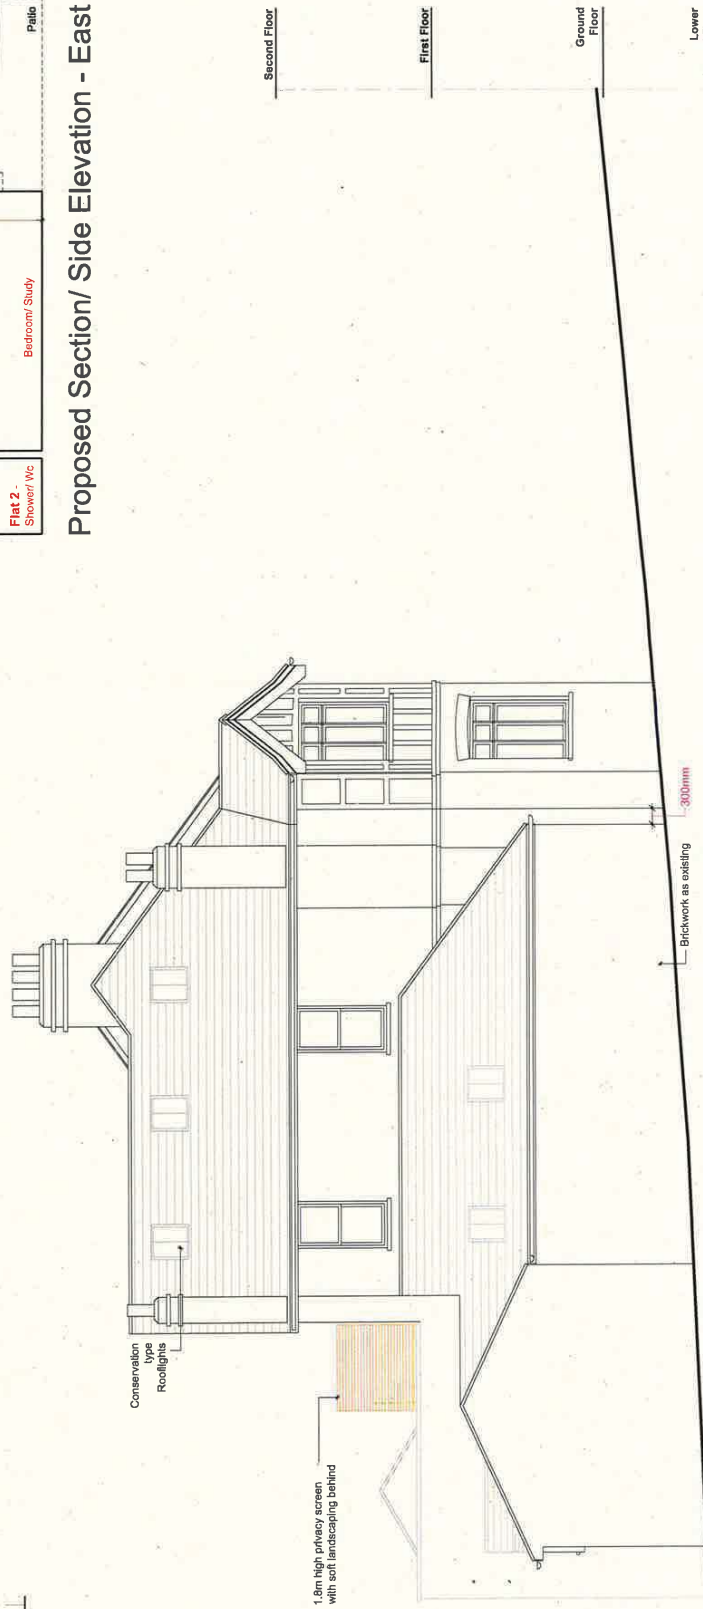 Patio
Bedroom/ Study
Flat 2 -
Shower/ Wc
Proposed Section/ Side Elevation - East
Second Floor
First Floor
Ground
Floor
Lower
300mm
Brickwork as existing
Conservation
type
Rooflights
1.8m high privacy screen
with soft landscaping behind